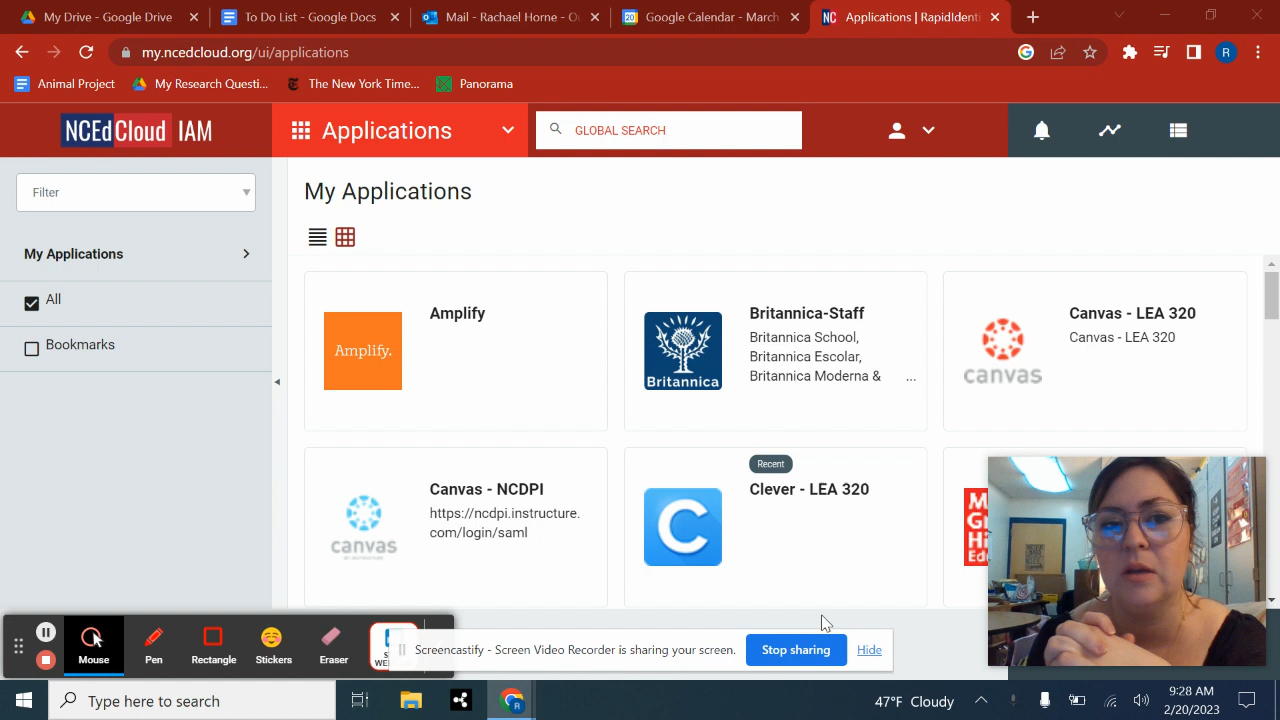 My Drive - Google Drive
To Do List - Google Docs
Mail - Rachael Horne - Ou
Google Calendar - March
NC
Applications | RapidIdenti
my.ncedcloud.org/ui/applications
R
Animal Project
My Research Questi...
The New York Time...
Panorama
NCEdCloud IAM
Applications
GLOBAL SEARCH
Filter
My Applications
My Applications
All
Bookmarks
Amplify.
Amplify
Britannica
Britannica-Staff
Britannica School,
Britannica Escolar,
Britannica Moderna & ...
canvas
Canvas - LEA 320
Canvas - LEA 320
canvas
Canvas - NCDPI
https://ncdpi.instructure.
com/login/saml
Recent
C
Clever - LEA 320
Mouse
Pen
Rectangle
Stickers
Eraser
Screencastify - Screen Video Recorder is sharing your screen.
Stop sharing
Hide
Type here to search
47°F Cloudy
9:28 AM
2/20/2023